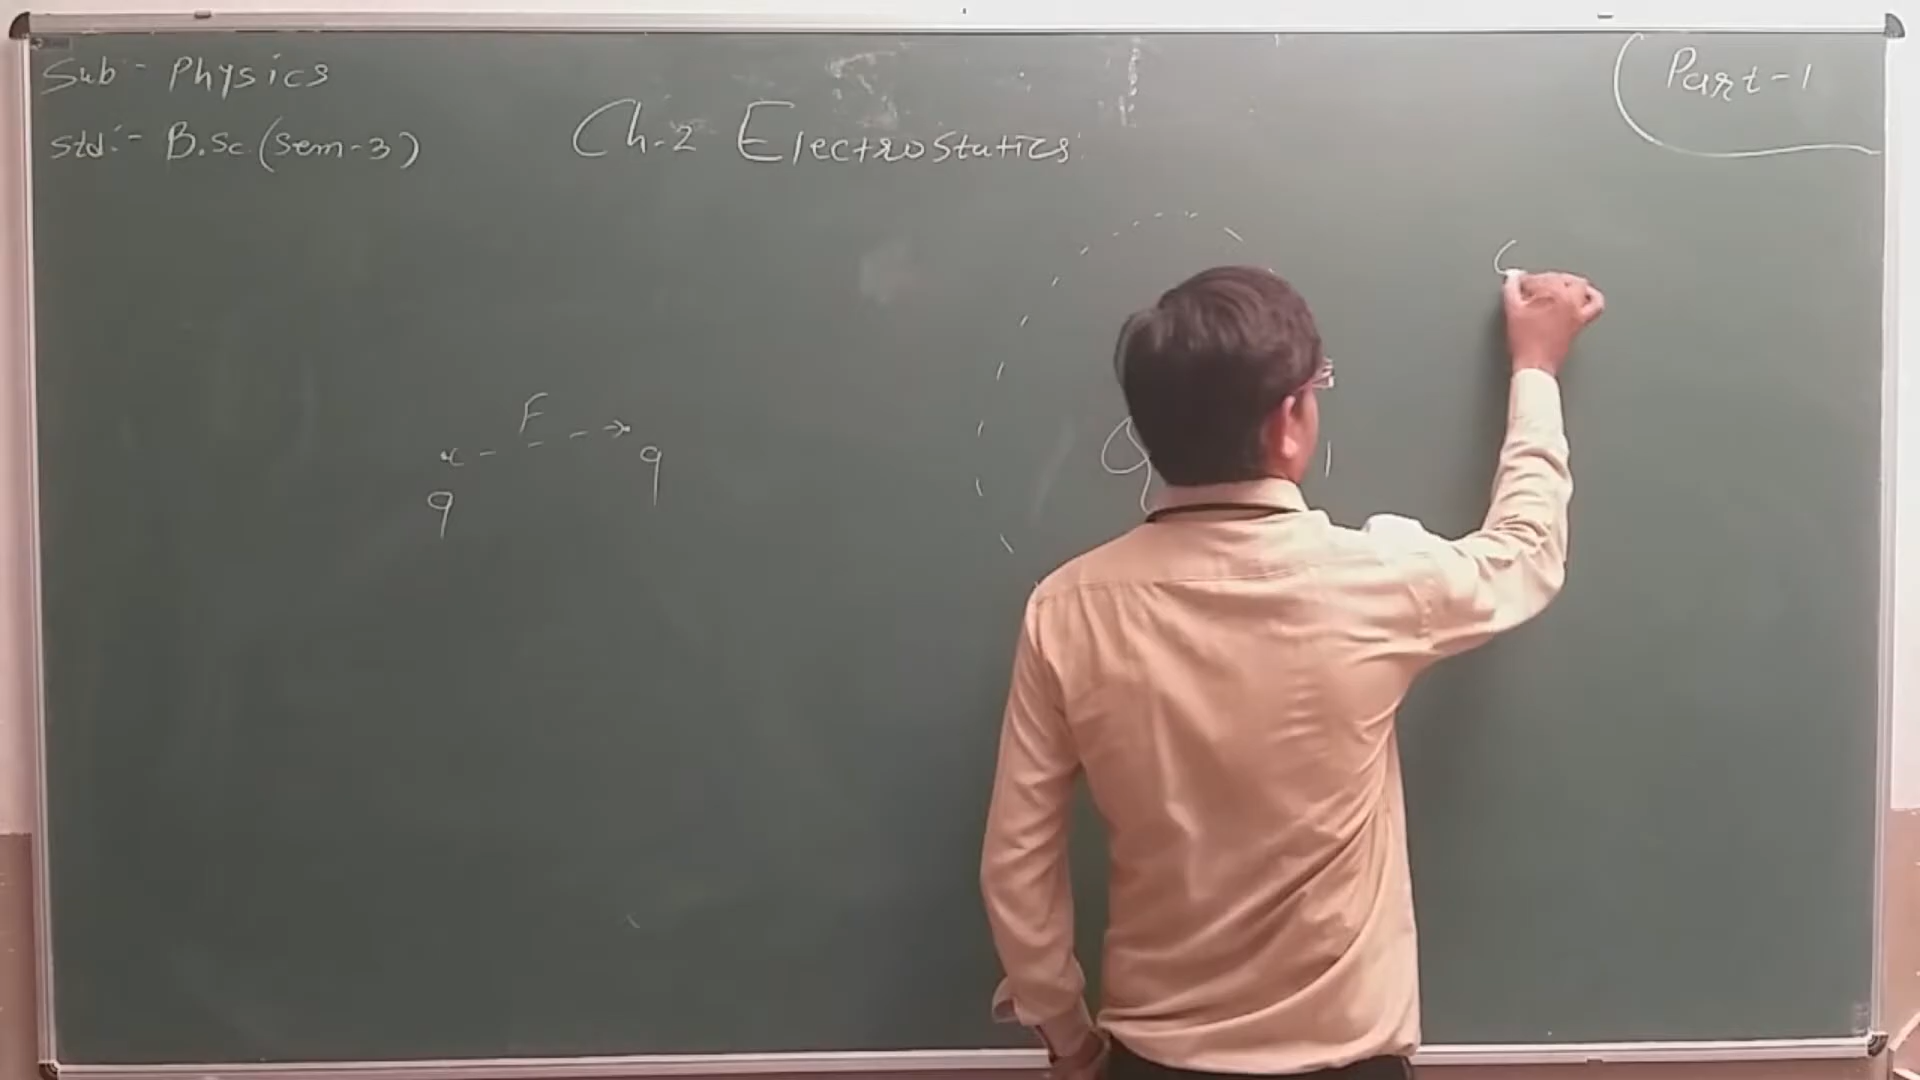 Sub - Physics
Part-1
Std:- B.Sc. (Sem-3)
Ch.2 Electrostatics
F
q
q
q